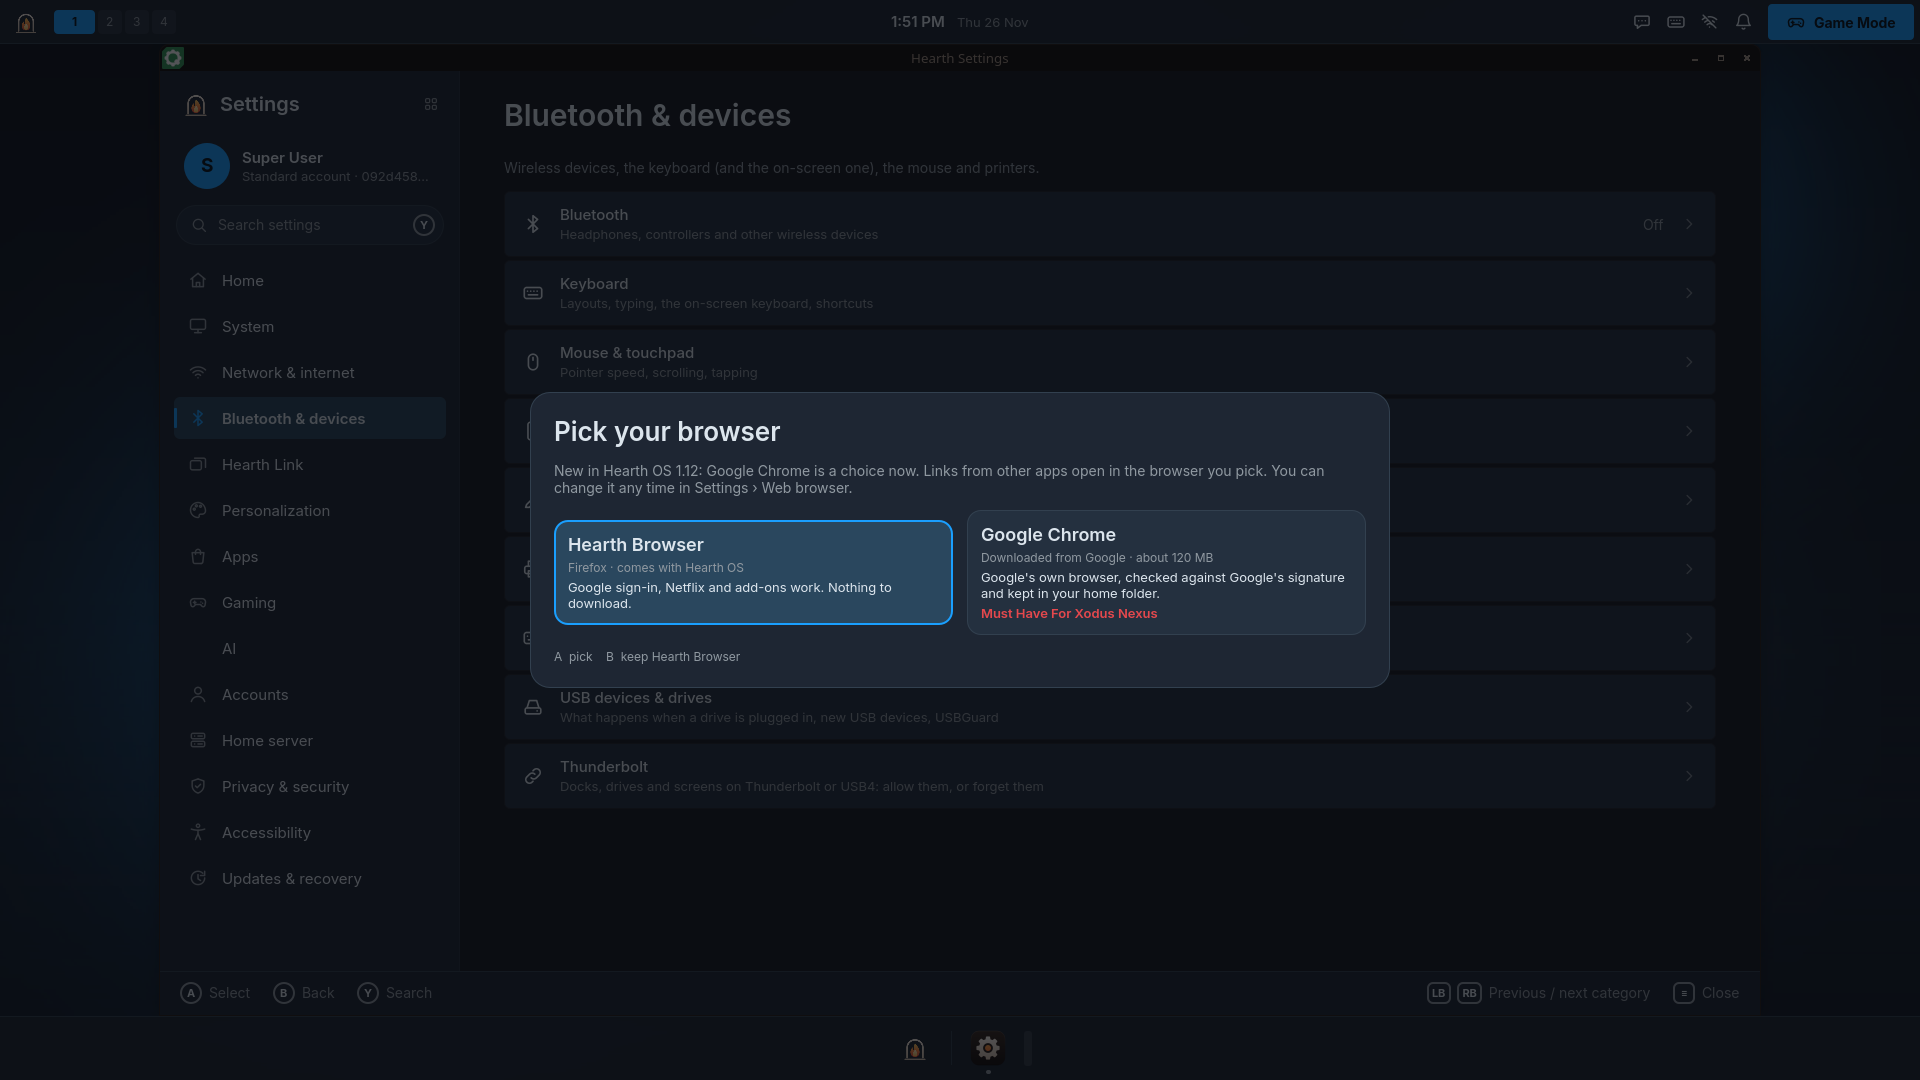 1 2 3 4
1:51 PM Thu 26 Nov
Game Mode
Hearth Settings
Settings
S
Super User
Standard account · 092d458...
Search settings
Y
Home
System
Network & internet
Bluetooth & devices
Hearth Link
Personalization
Apps
Gaming
AI
Accounts
Home server
Privacy & security
Accessibility
Updates & recovery
Bluetooth & devices
Wireless devices, the keyboard (and the on-screen one), the mouse and printers.
Bluetooth
Headphones, controllers and other wireless devices
Off
Keyboard
Layouts, typing, the on-screen keyboard, shortcuts
Mouse & touchpad
Pointer speed, scrolling, tapping
Pick your browser
New in Hearth OS 1.12: Google Chrome is a choice now. Links from other apps open in the browser you pick. You can
change it any time in Settings › Web browser.
Hearth Browser
Firefox · comes with Hearth OS
Google sign-in, Netflix and add-ons work. Nothing to
download.
Google Chrome
Downloaded from Google · about 120 MB
Google's own browser, checked against Google's signature
and kept in your home folder.
Must Have For Xodus Nexus
A pick B keep Hearth Browser
USB devices & drives
What happens when a drive is plugged in, new USB devices, USBGuard
Thunderbolt
Docks, drives and screens on Thunderbolt or USB4: allow them, or forget them
A Select B Back Y Search
LB RB Previous / next category ≡ Close